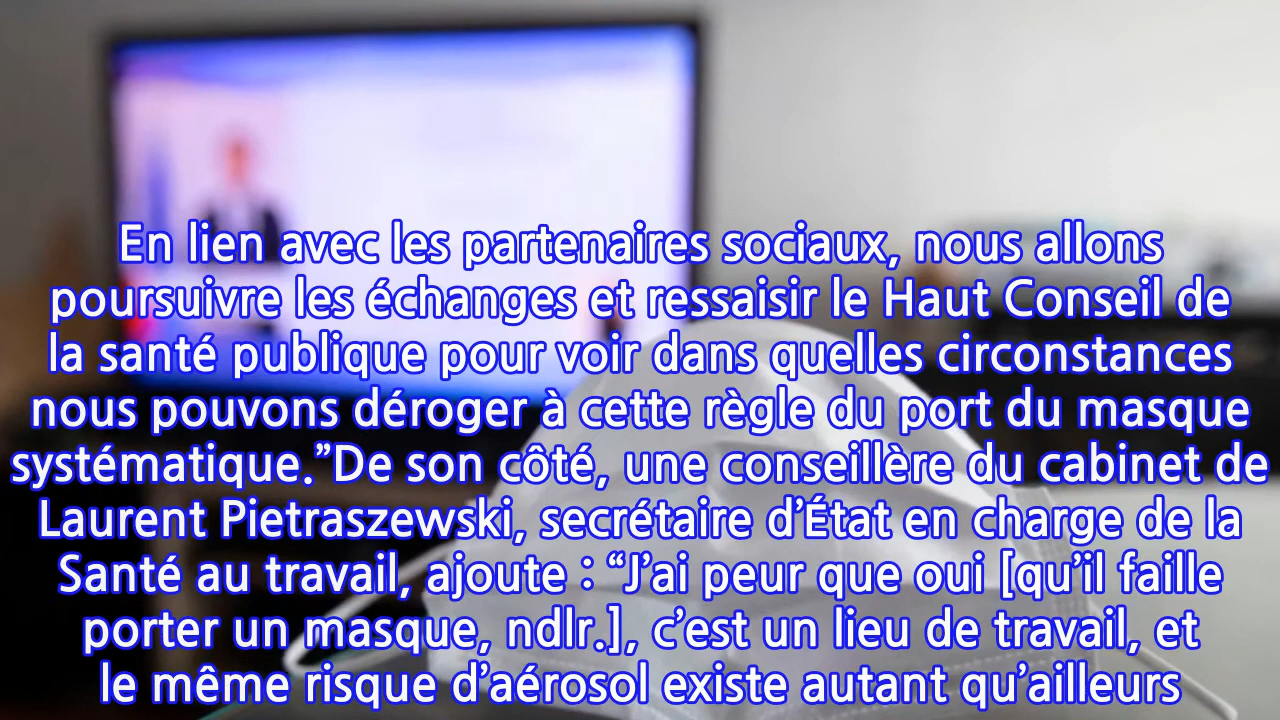 En lien avec les partenaires sociaux, nous allons
poursuivre les échanges et ressaisir le Haut Conseil de
la santé publique pour voir dans quelles circonstances
nous pouvons déroger à cette règle du port du masque
systématique.”De son côté, une conseillère du cabinet de
Laurent Pietraszewski, secrétaire d’État en charge de la
Santé au travail, ajoute : “J’ai peur que oui [qu’il faille
porter un masque, ndlr.], c’est un lieu de travail, et
le même risque d’aérosol existe autant qu’ailleurs